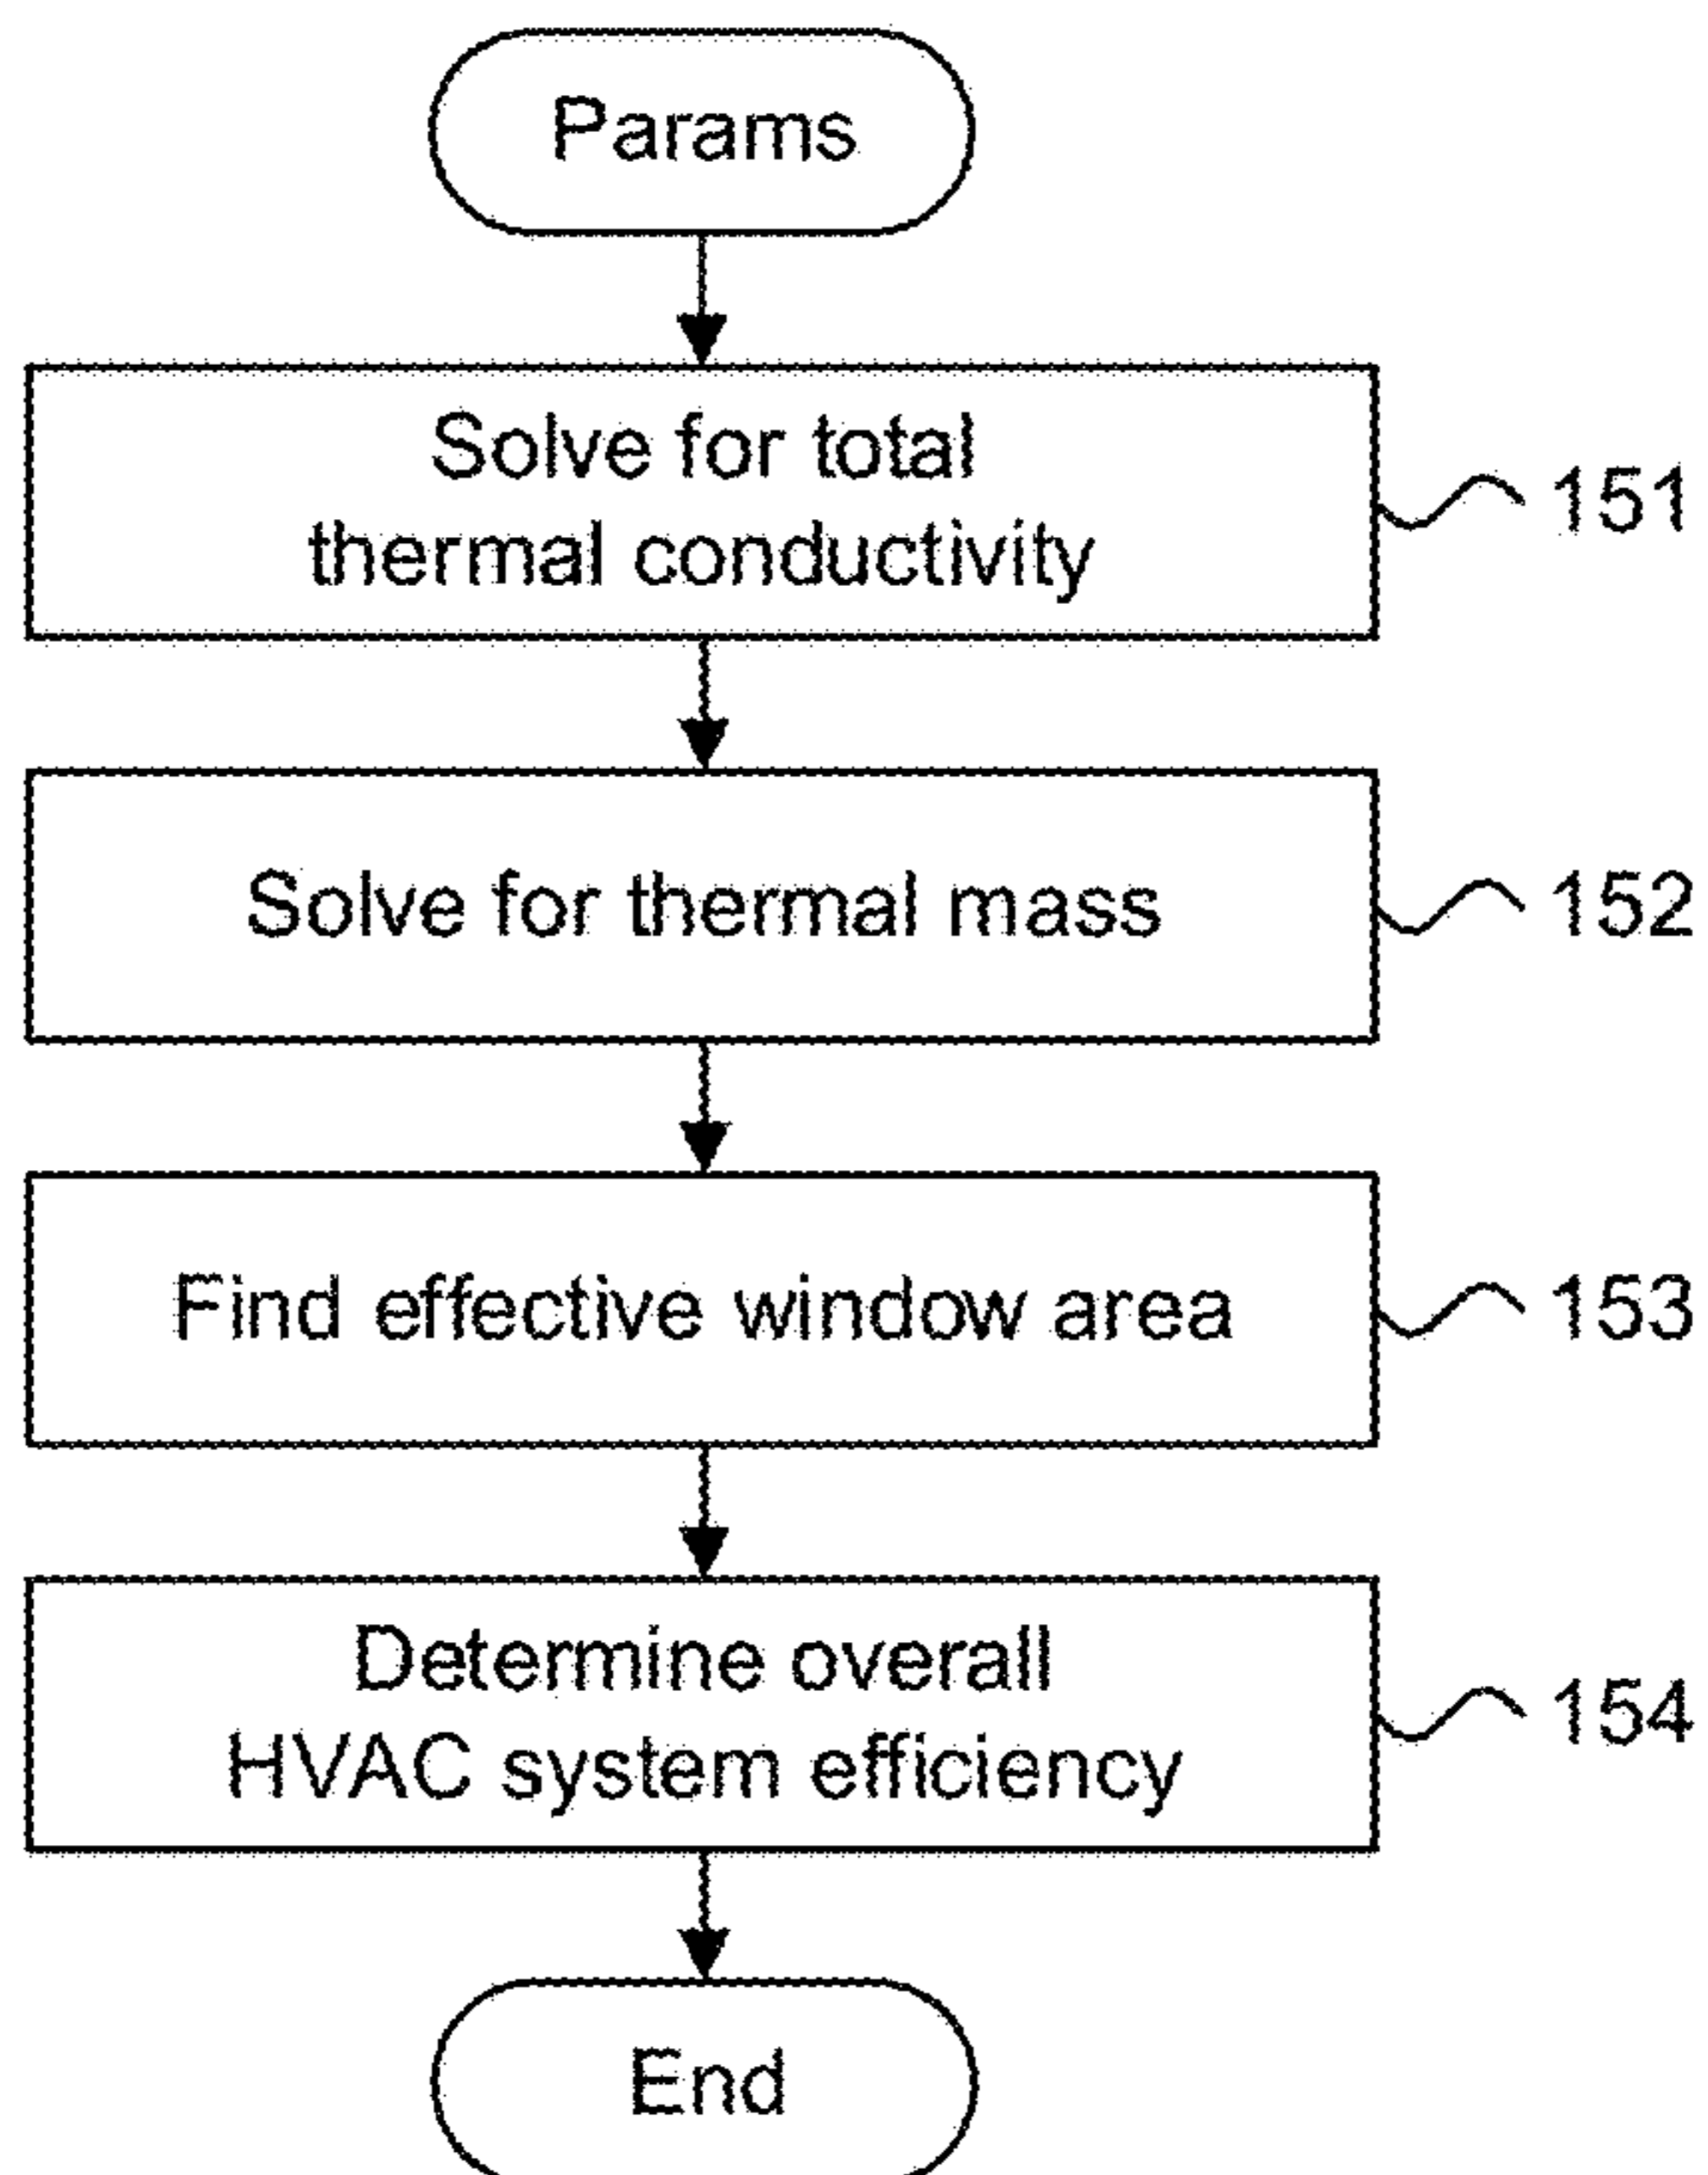 Params
Solve for total
thermal conductivity
151
Solve for thermal mass
152
Find effective window area
153
Determine overall
HVAC system efficiency
154
End